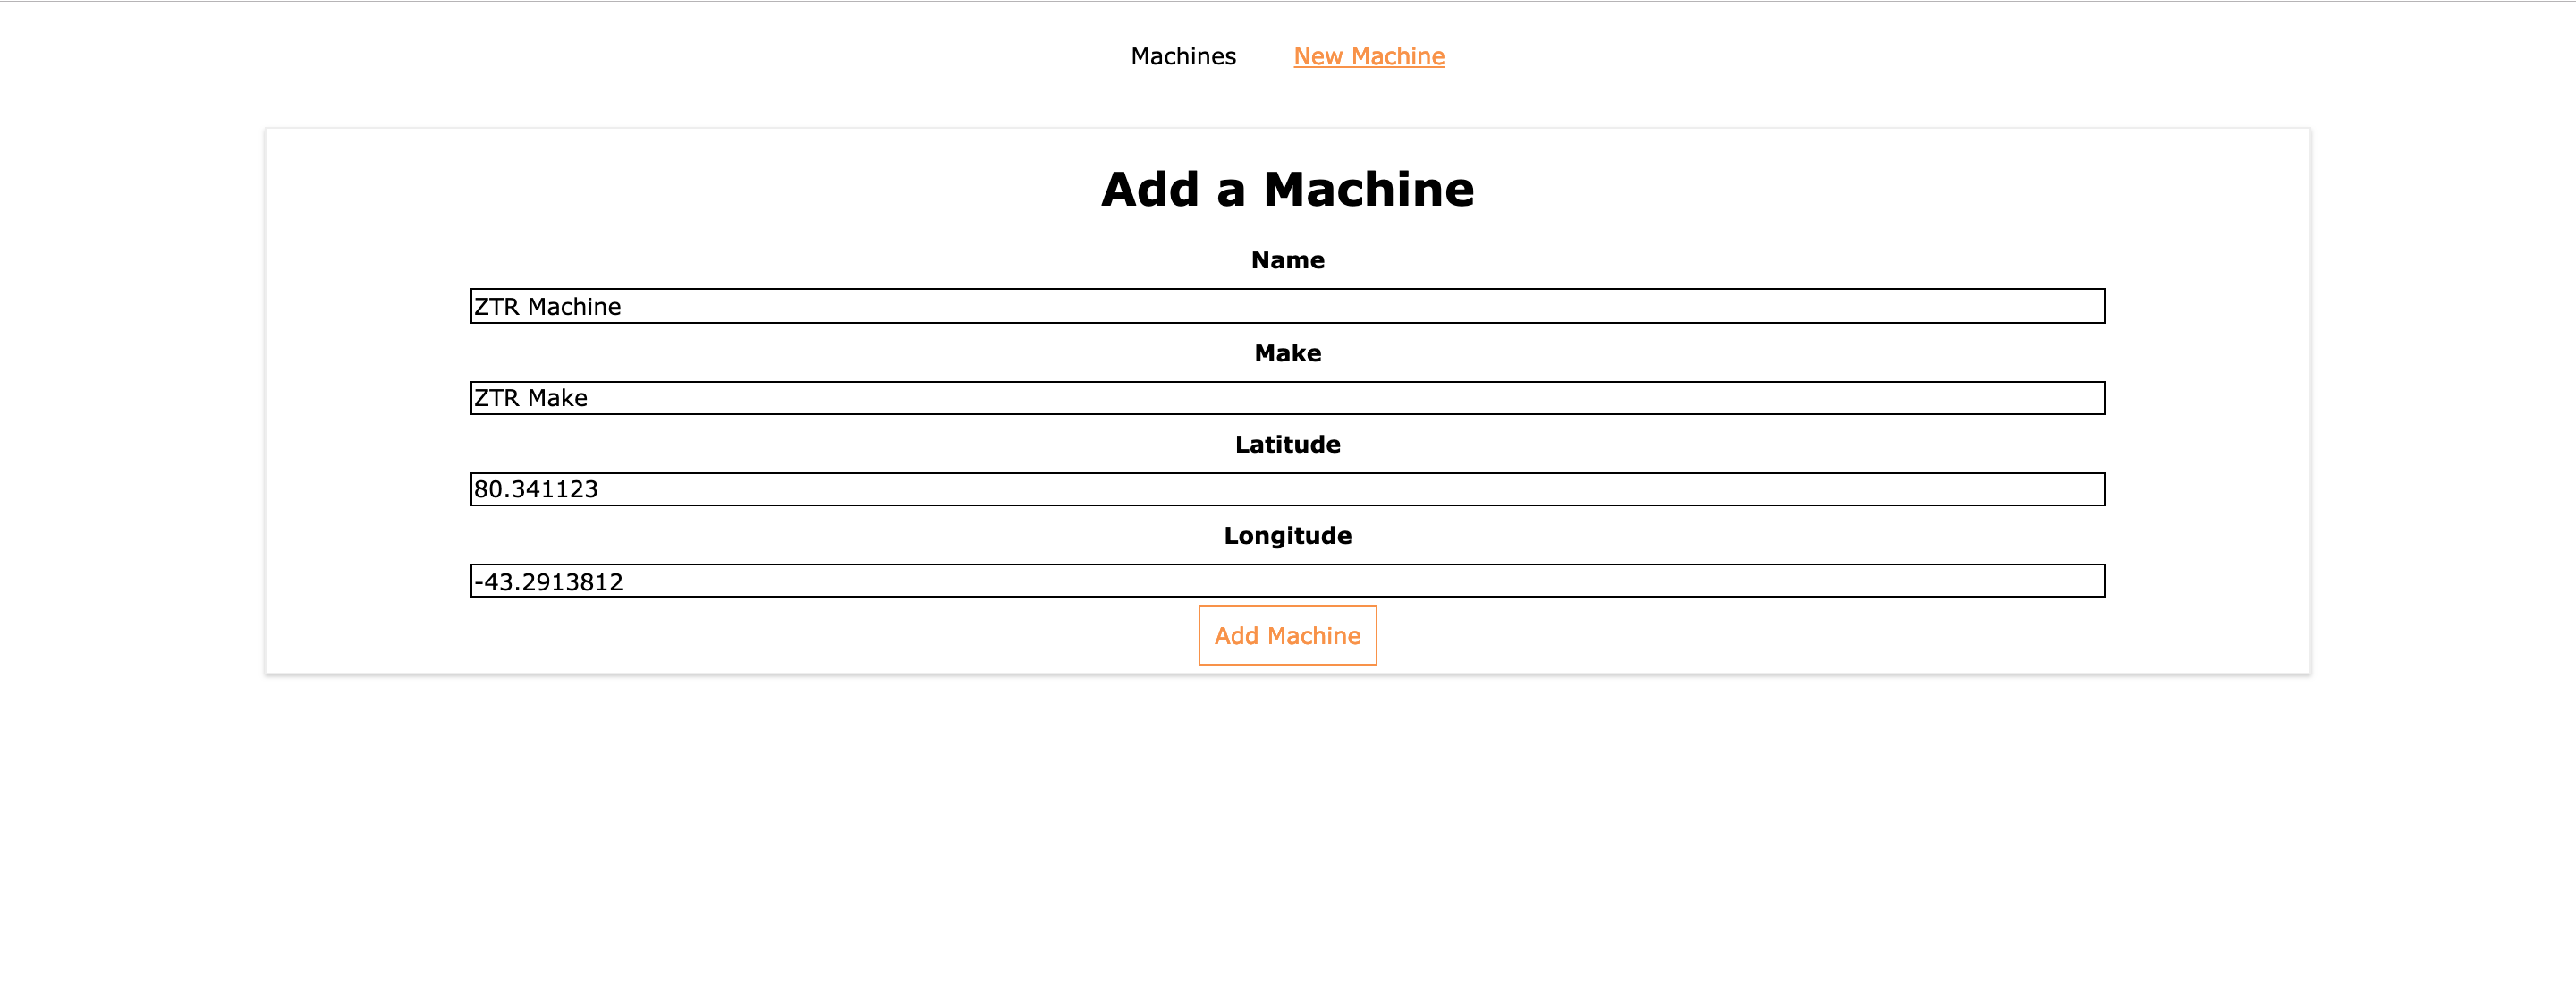 Machines New Machine
Add a Machine
Name
ZTR Machine
Make
ZTR Make
Latitude
80.341123
Longitude
-43.2913812
Add Machine